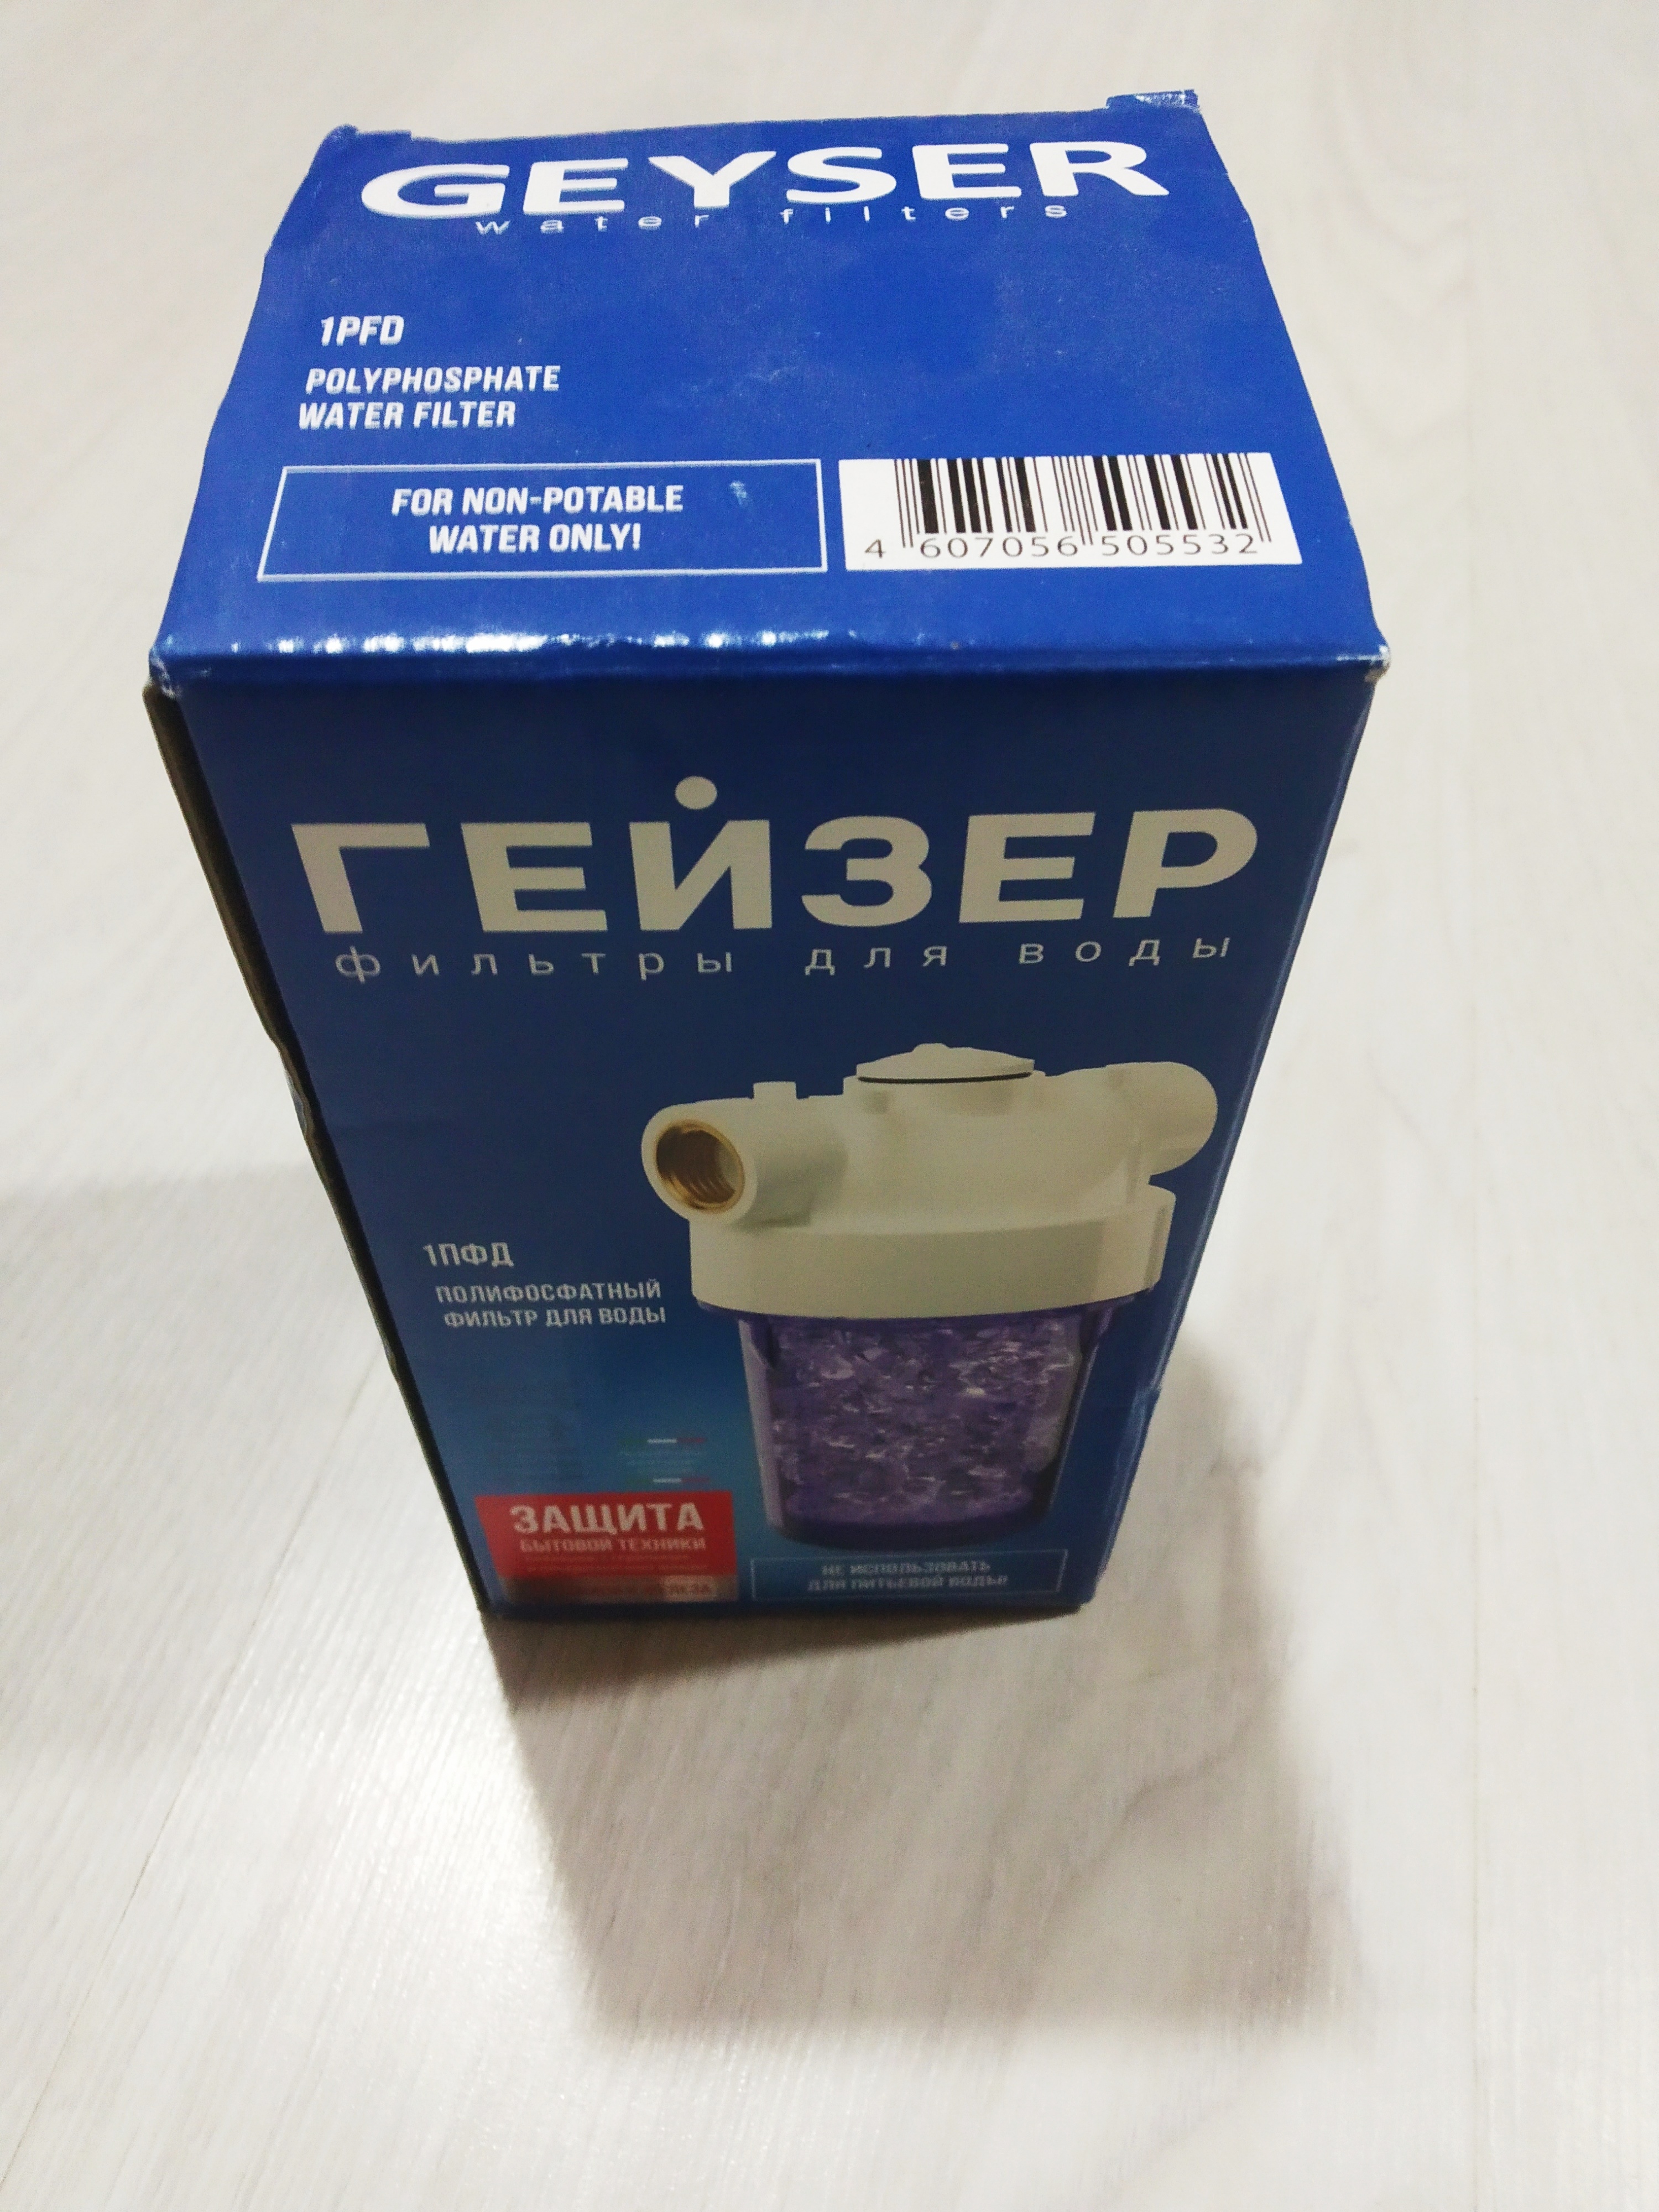 GEYSER
water filters
1PFD
POLYPHOSPHATE
WATER FILTER
FOR NON-POTABLE
WATER ONLY!
4 607056 505532
ГЕЙЗЕР
фильтры для воды
1ПФД
ПОЛИФОСФАТНЫЙ
ФИЛЬТР ДЛЯ ВОДЫ
ЗАЩИТА
БЫТОВОЙ ТЕХНИКИ
НЕ ИСПОЛЬЗОВАТЬ
ДЛЯ ПИТЬЕВОЙ ВОДЫ!